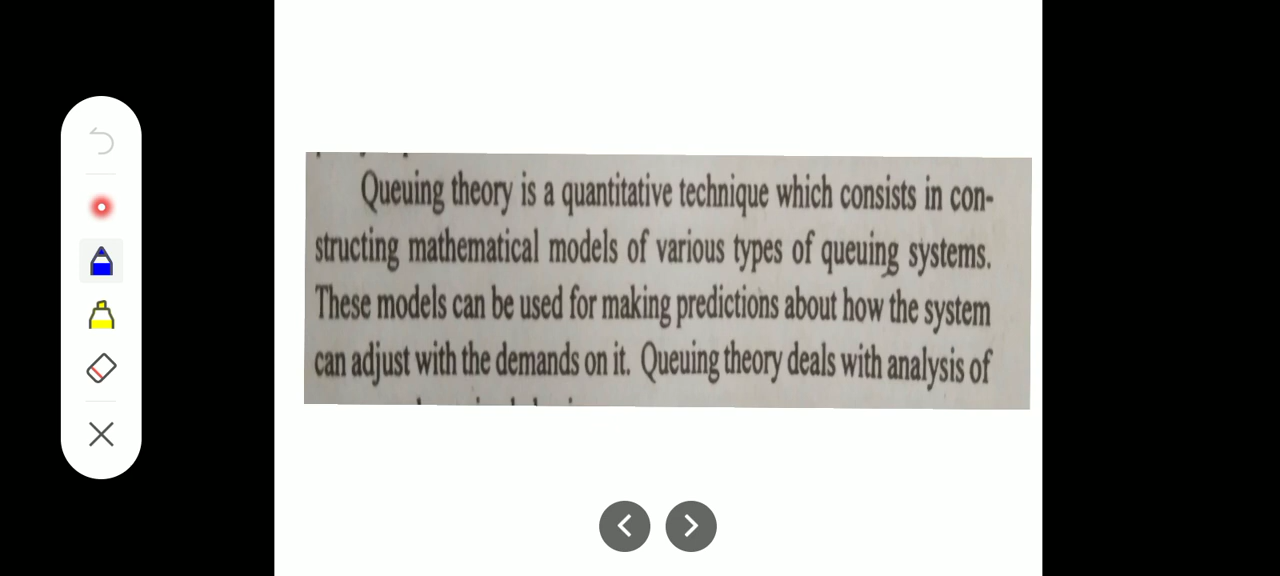 Queuing theory is a quantitative technique which consists in con-
structing mathematical models of various types of queuing systems.
These models can be used for making predictions about how the system
can adjust with the demands on it. Queuing theory deals with analysis of